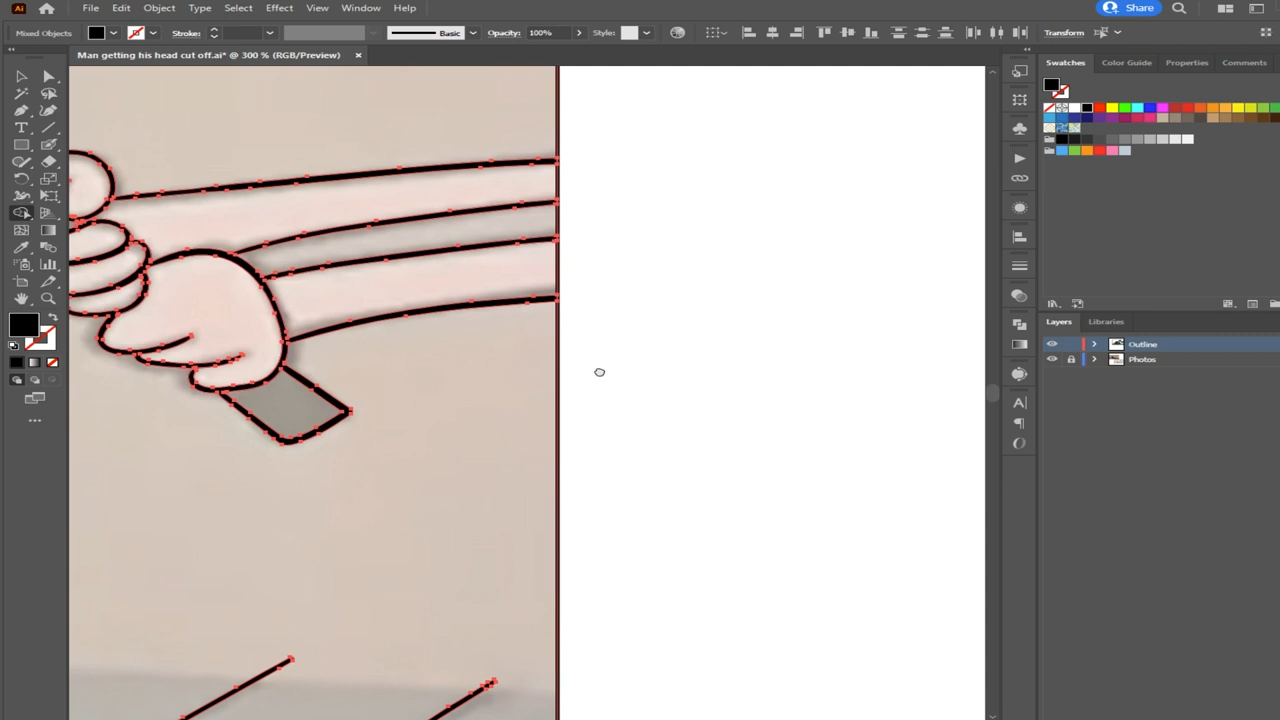 Ai File Edit Object Type Select Effect View Window Help Share
Mixed Objects Stroke: Basic Opacity: 100% Style: Transform
Man getting his head cut off.ai* @ 300 % (RGB/Preview)
Swatches Color Guide Properties Comments
Layers Libraries
Outline
Photos